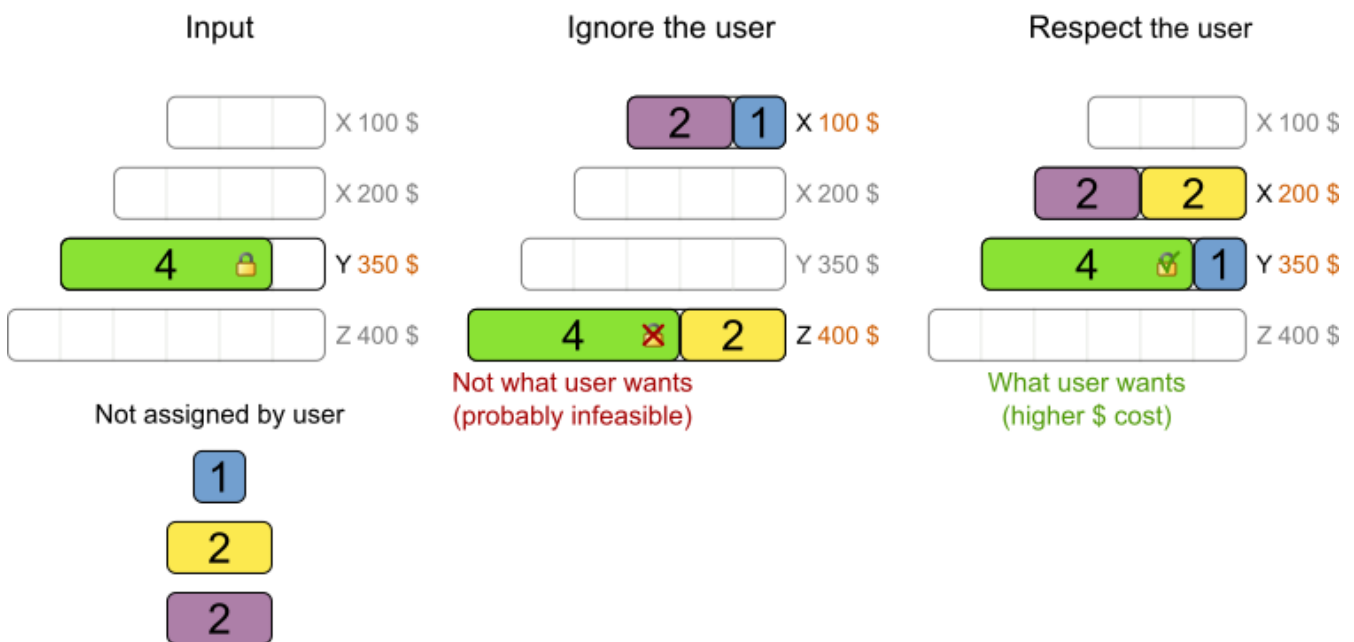 Input
X 100 $
X 200 $
4
Y 350 $
Z 400 $
Not assigned by user
1
2
2
Ignore the user
2 1 X 100 $
X 200 $
Y 350 $
4 2 Z 400 $
Not what user wants
(probably infeasible)
Respect the user
X 100 $
2 2 X 200 $
4 1 Y 350 $
Z 400 $
What user wants
(higher $ cost)